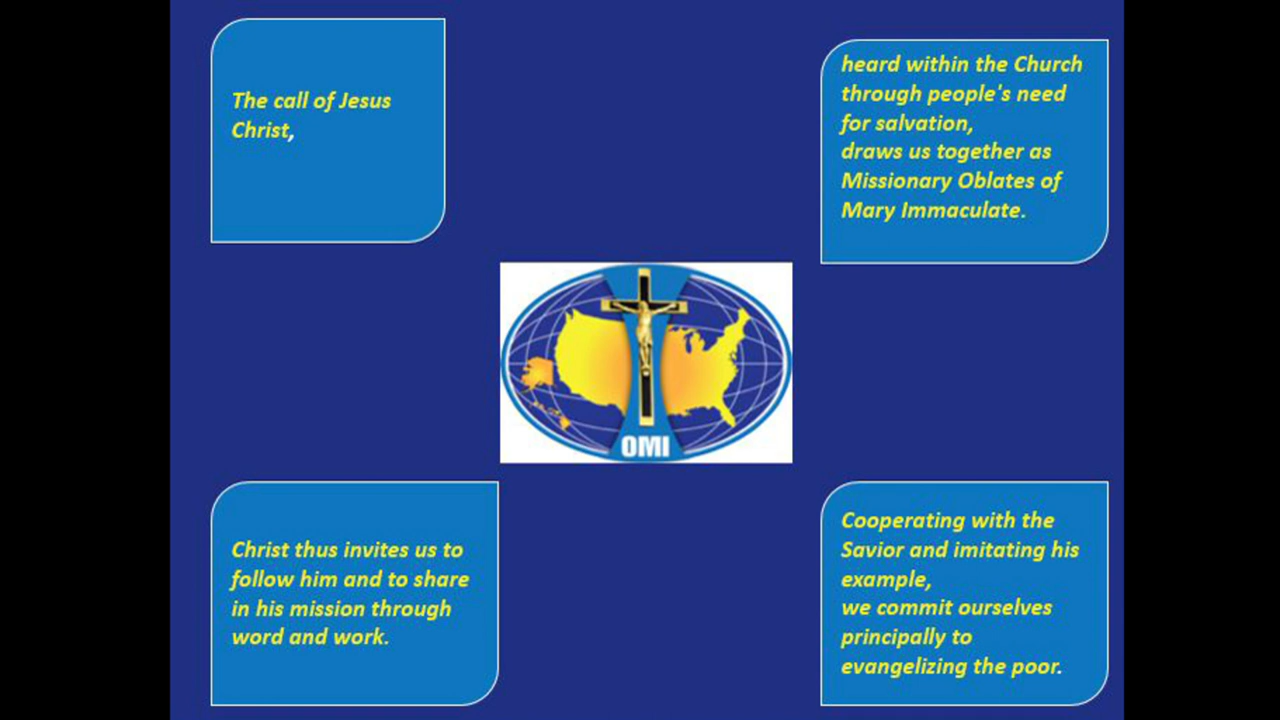 The call of Jesus
Christ,
heard within the Church
through people's need
for salvation,
draws us together as
Missionary Oblates of
Mary Immaculate.
OMI
Christ thus invites us to
follow him and to share
in his mission through
word and work.
Cooperating with the
Savior and imitating his
example,
we commit ourselves
principally to
evangelizing the poor.